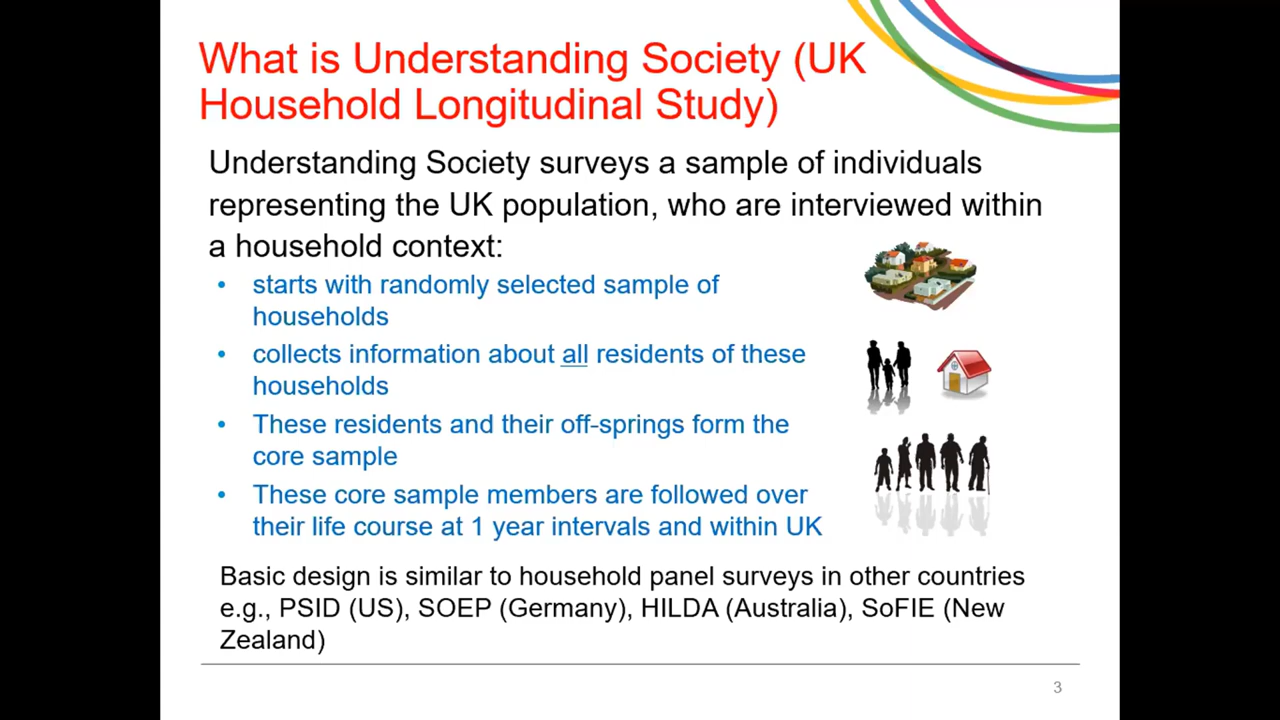 What is Understanding Society (UK
Household Longitudinal Study)
Understanding Society surveys a sample of individuals
representing the UK population, who are interviewed within
a household context:
• starts with randomly selected sample of
households
• collects information about all residents of these
households
• These residents and their off-springs form the
core sample
• These core sample members are followed over
their life course at 1 year intervals and within UK
Basic design is similar to household panel surveys in other countries
e.g., PSID (US), SOEP (Germany), HILDA (Australia), SoFIE (New
Zealand)
3